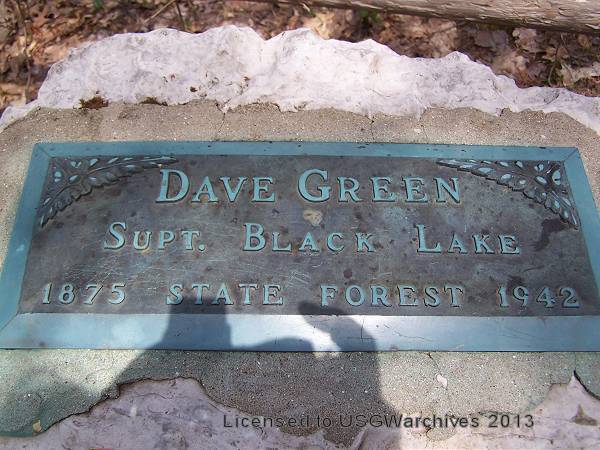 DAVE GREEN
SUPT. BLACK LAKE
1875 STATE FOREST 1942
Licensed to USGWarchives 2013